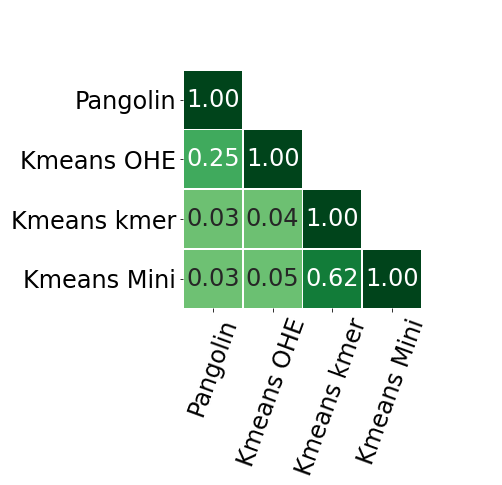 Pangolin 1.00
Kmeans OHE 0.25 1.00
Kmeans kmer 0.03 0.04 1.00
Kmeans Mini 0.03 0.05 0.62 1.00
Pangolin Kmeans OHE Kmeans kmer Kmeans Mini